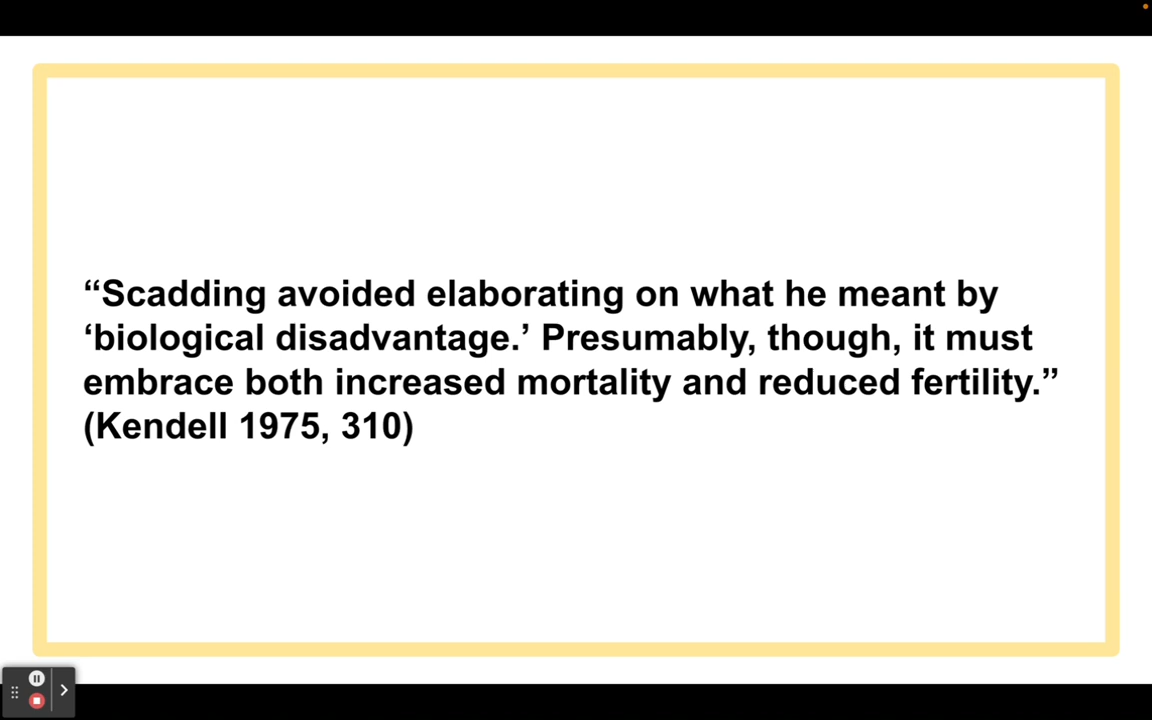 “Scadding avoided elaborating on what he meant by
‘biological disadvantage.’ Presumably, though, it must
embrace both increased mortality and reduced fertility.”
(Kendell 1975, 310)